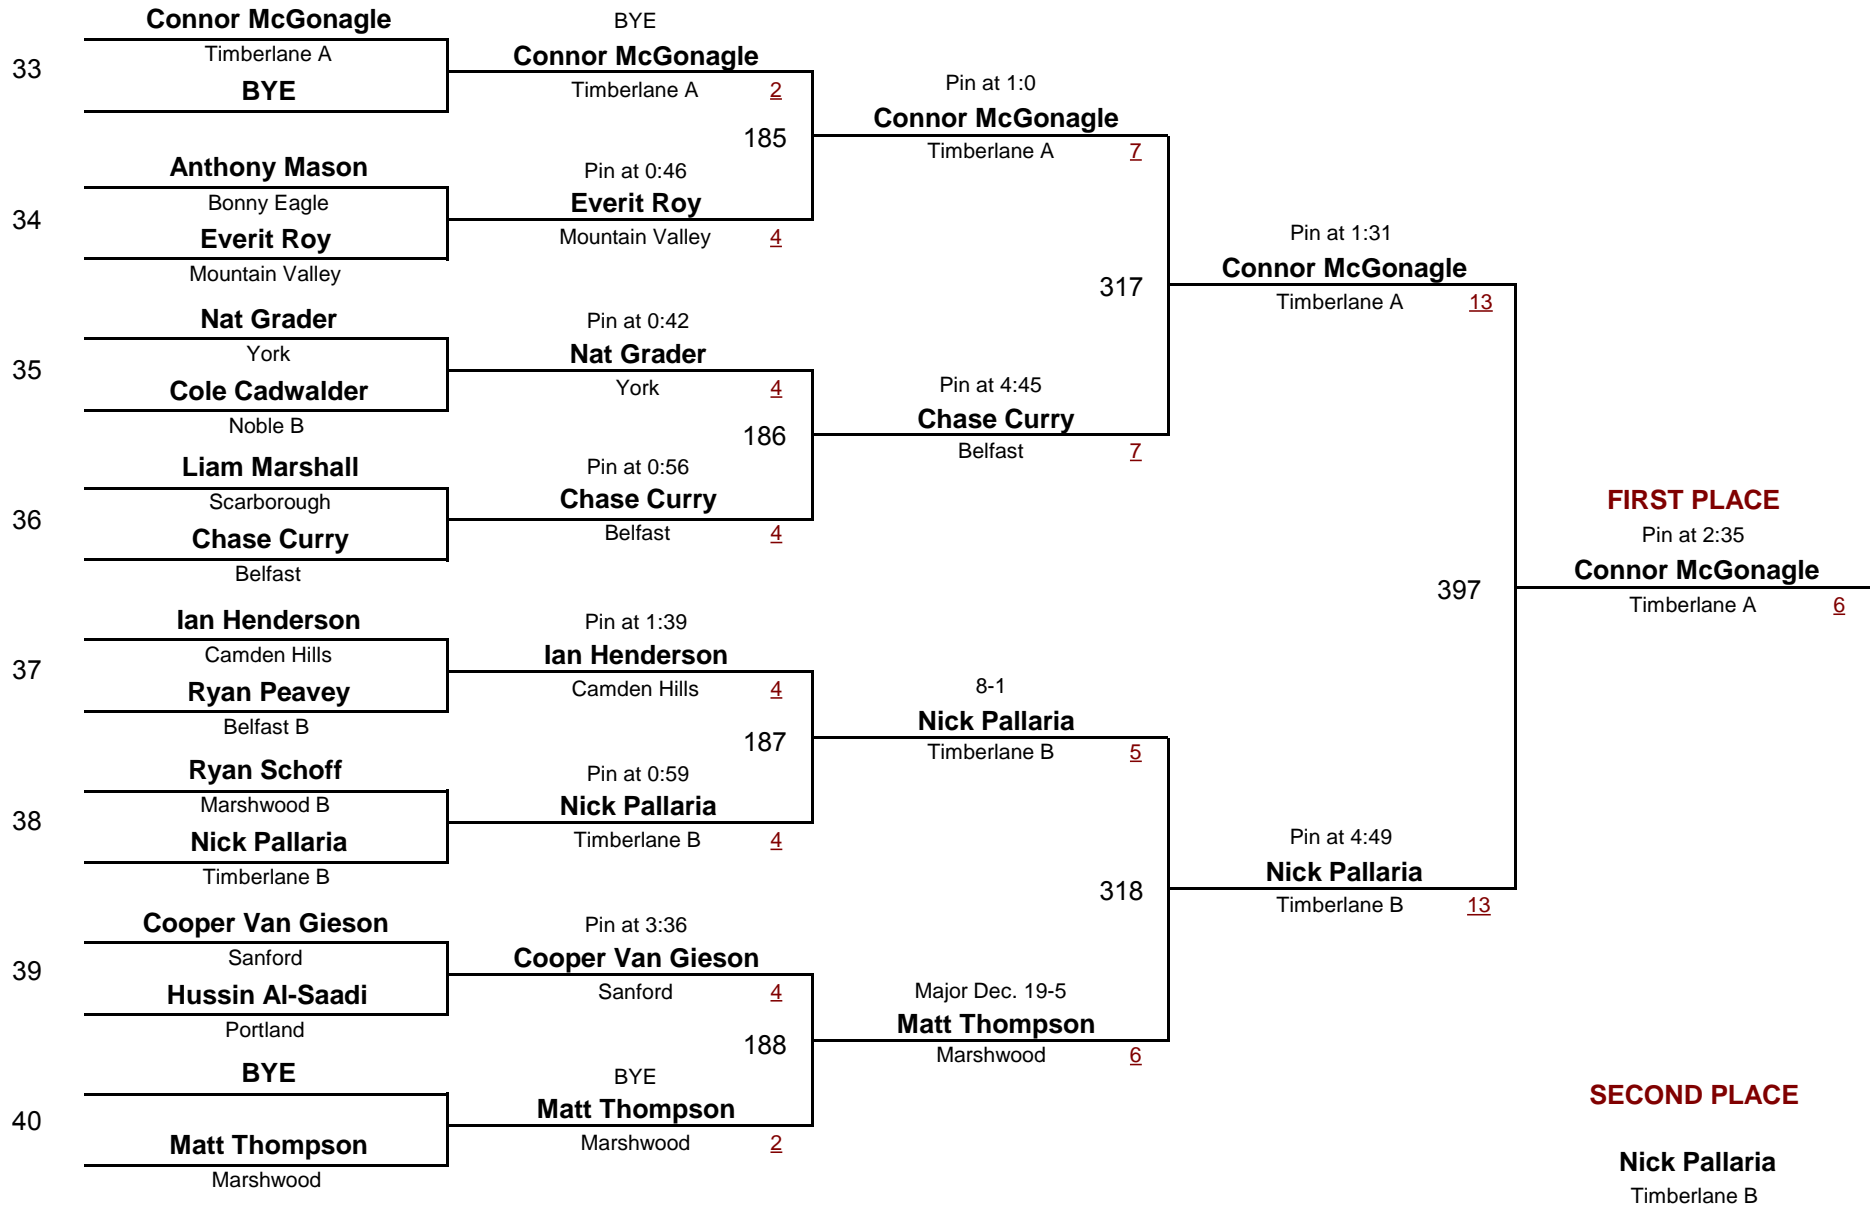 Connor McGonagle
Timberlane A
33
BYE
Anthony Mason
Bonny Eagle
34
Everit Roy
Mountain Valley
Nat Grader
York
35
Cole Cadwalder
Noble B
Liam Marshall
Scarborough
36
Chase Curry
Belfast
Ian Henderson
Camden Hills
37
Ryan Peavey
Belfast B
Ryan Schoff
Marshwood B
38
Nick Pallaria
Timberlane B
Cooper Van Gieson
Sanford
39
Hussin Al-Saadi
Portland
BYE
40
Matt Thompson
Marshwood
BYE
Connor McGonagle
Timberlane A 2
185
Pin at 0:46
Everit Roy
Mountain Valley 4
Pin at 0:42
Nat Grader
York 4
186
Pin at 0:56
Chase Curry
Belfast 4
Pin at 1:39
Ian Henderson
Camden Hills 4
187
Pin at 0:59
Nick Pallaria
Timberlane B 4
Pin at 3:36
Cooper Van Gieson
Sanford 4
188
BYE
Matt Thompson
Marshwood 2
Pin at 1:0
Connor McGonagle
Timberlane A 7
317
Pin at 4:45
Chase Curry
Belfast 7
8-1
Nick Pallaria
Timberlane B 5
318
Major Dec. 19-5
Matt Thompson
Marshwood 6
Pin at 1:31
Connor McGonagle
Timberlane A 13
397
Pin at 4:49
Nick Pallaria
Timberlane B 13
FIRST PLACE
Pin at 2:35
Connor McGonagle
Timberlane A 6
SECOND PLACE
Nick Pallaria
Timberlane B